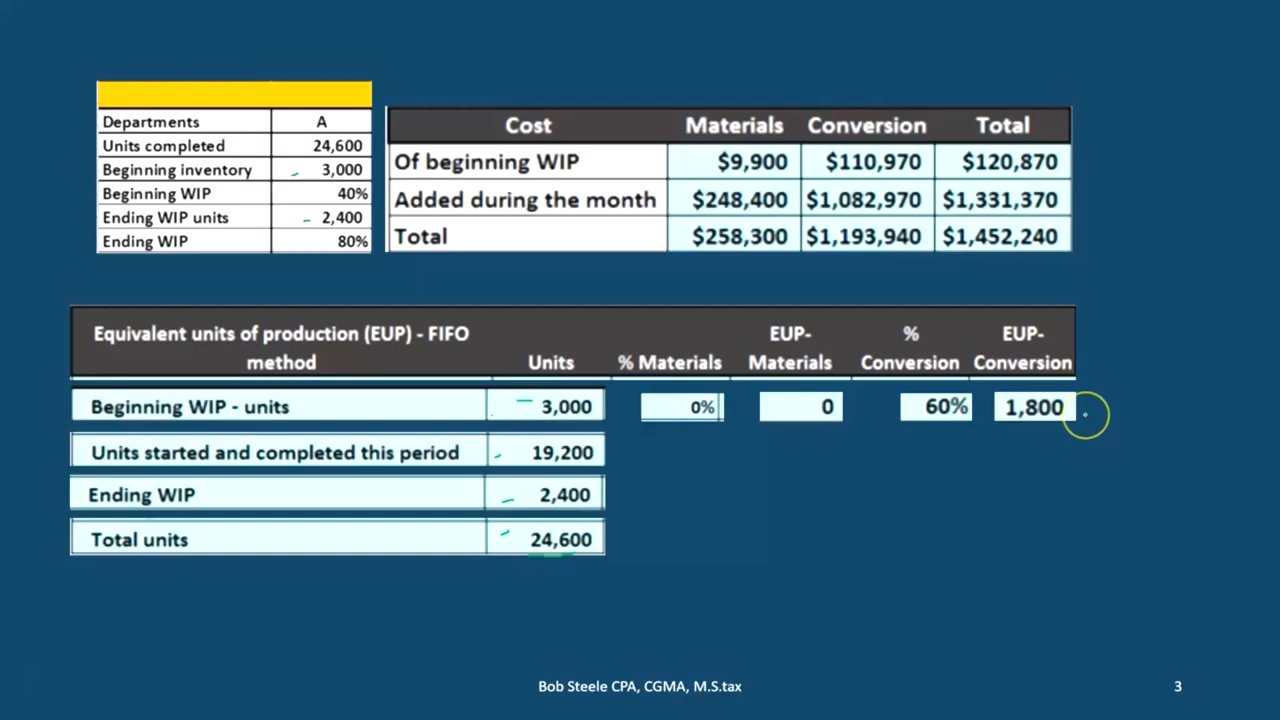 Departments A
Units completed 24,600
Beginning inventory 3,000
Beginning WIP 40%
Ending WIP units 2,400
Ending WIP 80%
Cost Materials Conversion Total
Of beginning WIP $9,900 $110,970 $120,870
Added during the month $248,400 $1,082,970 $1,331,370
Total $258,300 $1,193,940 $1,452,240
Equivalent units of production (EUP) - FIFO EUP- % EUP-
method Units % Materials Materials Conversion Conversion
Beginning WIP - units 3,000 0% 0 60% 1,800
Units started and completed this period 19,200
Ending WIP 2,400
Total units 24,600
Bob Steele CPA, CGMA, M.S.tax 3